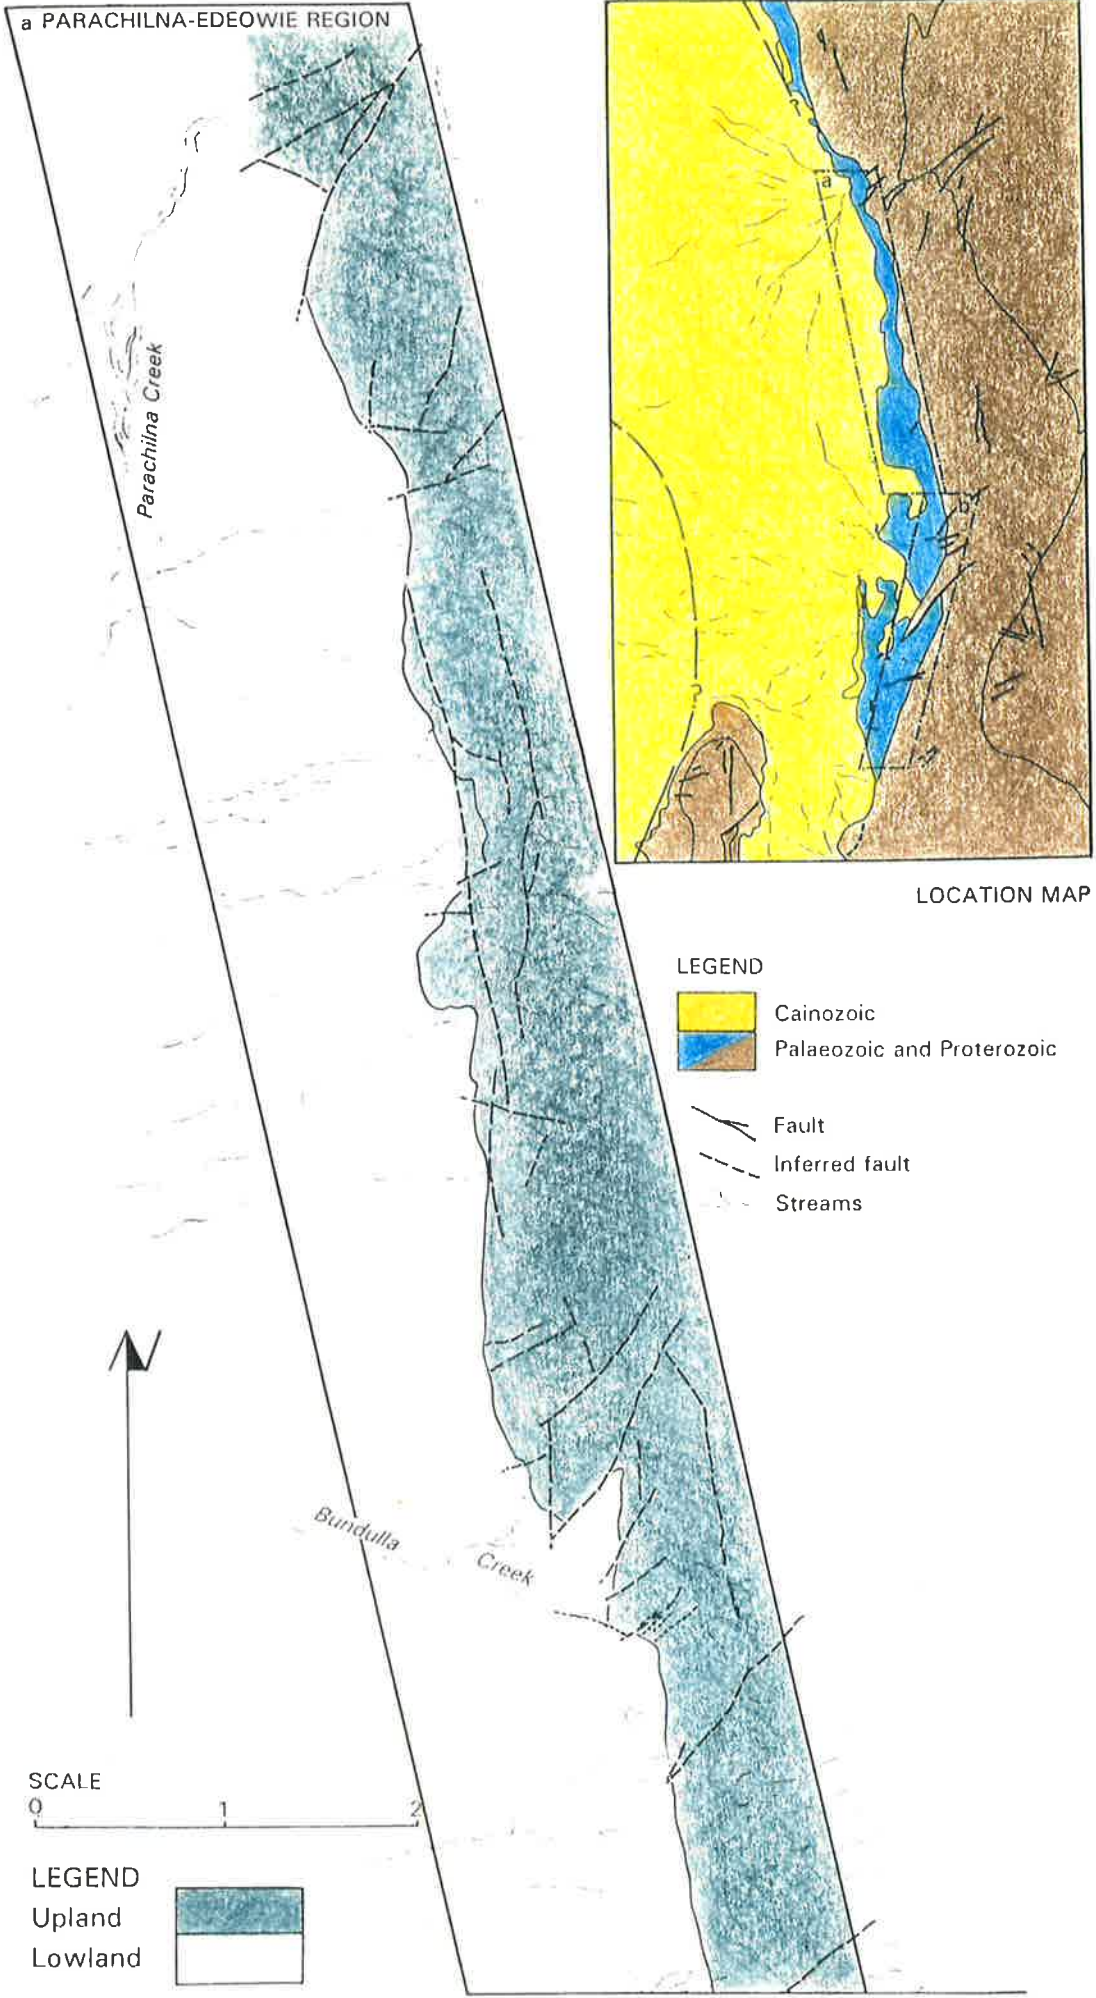 a PARACHILNA-EDEOWIE REGION
Parachilna Creek
Bundulla
Creek
SCALE
0 1 2
LEGEND
Upland
Lowland
a
?
b
?
LOCATION MAP
LEGEND
Cainozoic
Palaeozoic and Proterozoic
Fault
Inferred fault
Streams